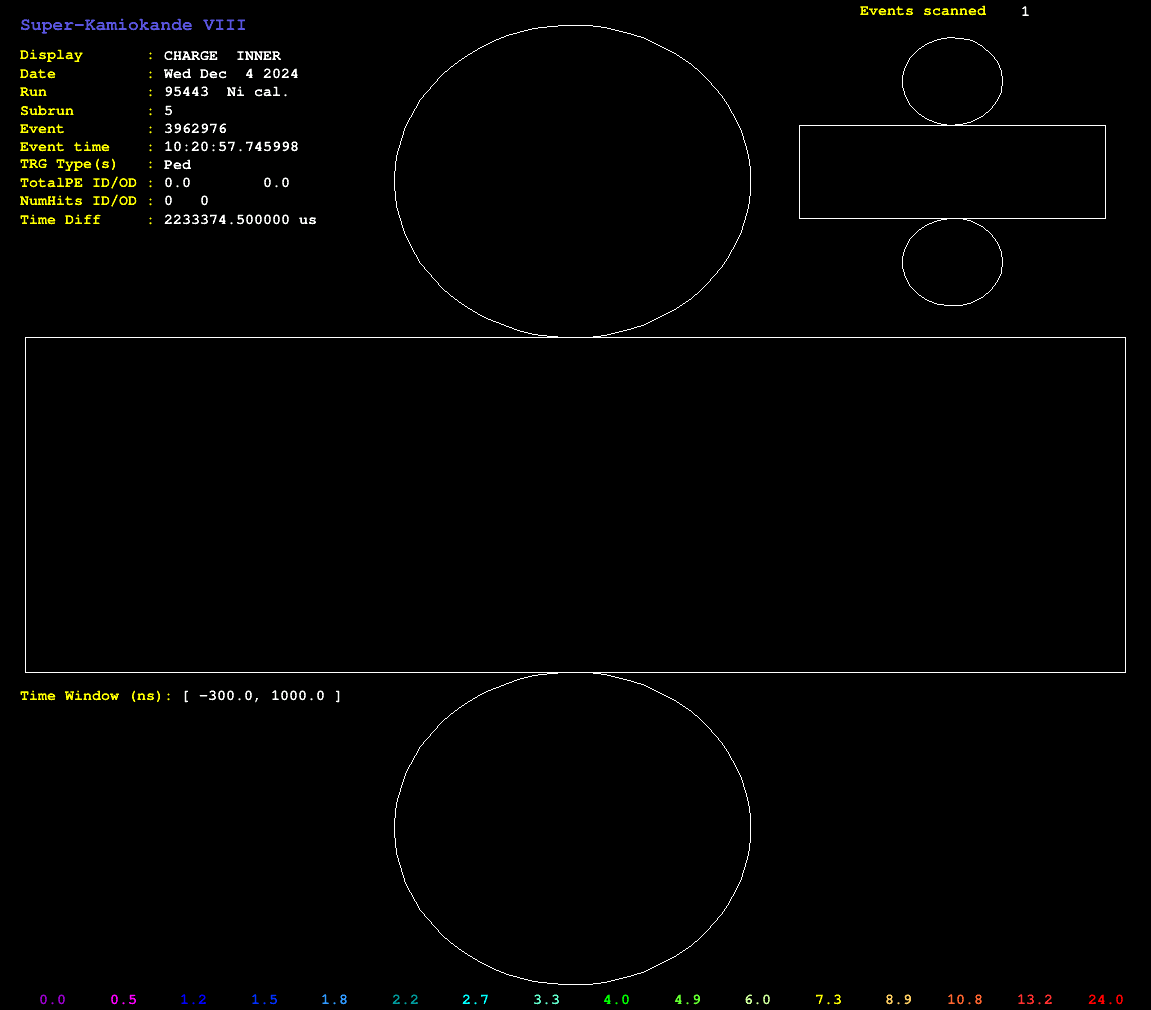 Super-Kamiokande VIII
Events scanned 1
Display : CHARGE INNER
Date : Wed Dec 4 2024
Run : 95443 Ni cal.
Subrun : 5
Event : 3962976
Event time : 10:20:57.745998
TRG Type(s) : Ped
TotalPE ID/OD : 0.0 0.0
NumHits ID/OD : 0 0
Time Diff : 2233374.500000 us
Time Window (ns): [ -300.0, 1000.0 ]
0.0 0.5 1.2 1.5 1.8 2.2 2.7 3.3 4.0 4.9 6.0 7.3 8.9 10.8 13.2 24.0